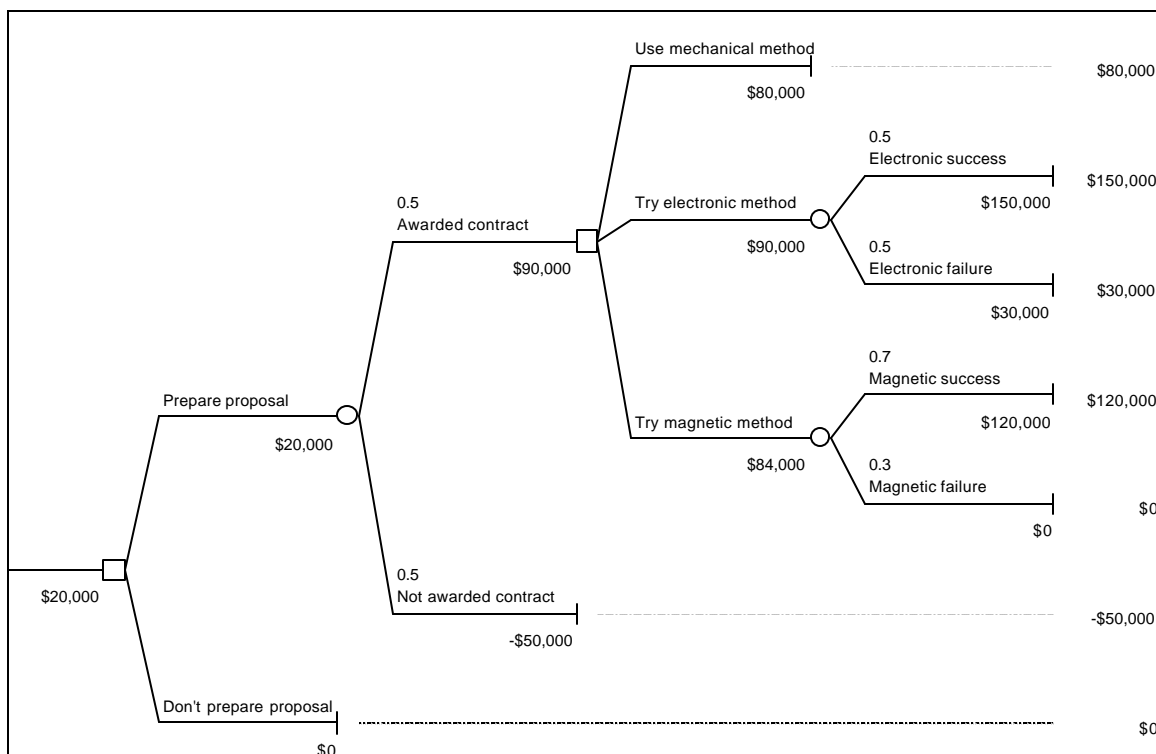 Use mechanical method
$80,000
$80,000
0.5
Electronic success
$150,000
$150,000
Try electronic method
$90,000
0.5
Electronic failure
$30,000
$30,000
0.5
Awarded contract
$90,000
0.7
Magnetic success
$120,000
$120,000
Try magnetic method
$84,000
0.3
Magnetic failure
$0
$0
Prepare proposal
$20,000
0.5
Not awarded contract
-$50,000
-$50,000
$20,000
Don't prepare proposal
$0
$0